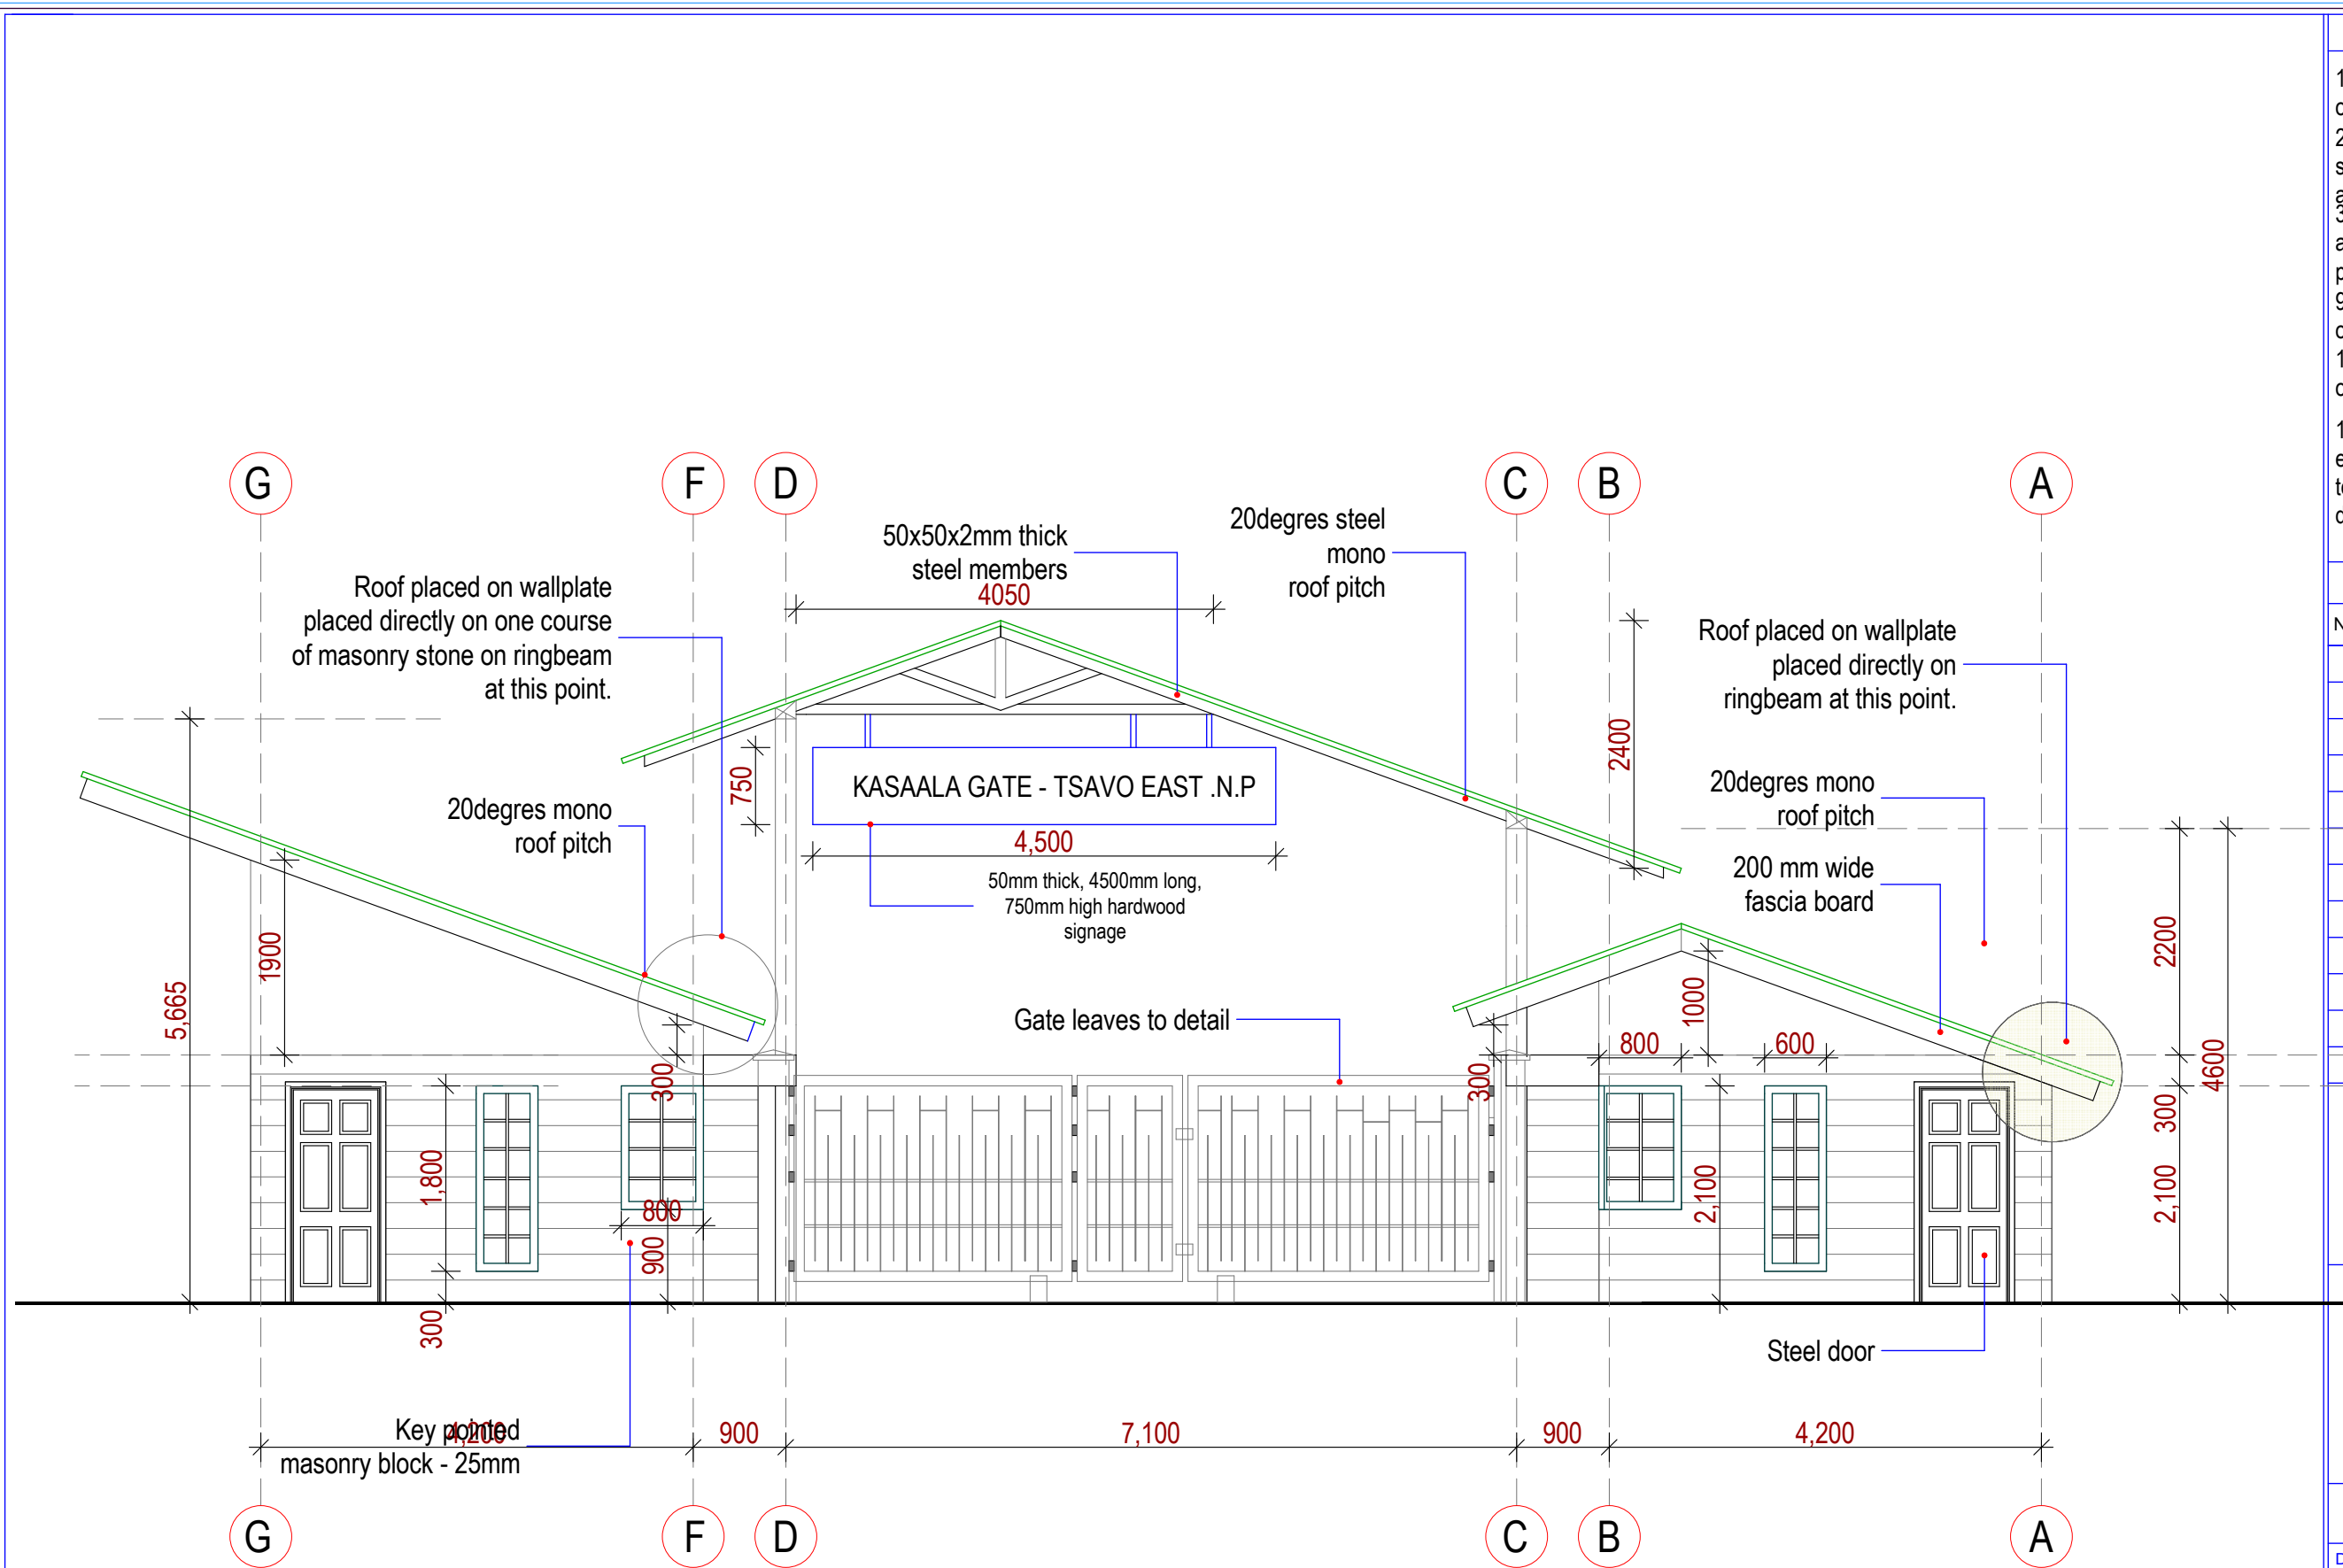 G
F
D
C
B
A
50x50x2mm thick
steel members
4050
20degres steel
mono
roof pitch
Roof placed on wallplate
placed directly on one course
of masonry stone on ringbeam
at this point.
Roof placed on wallplate
placed directly on
ringbeam at this point.
2400
750
KASAALA GATE - TSAVO EAST .N.P
4,500
50mm thick, 4500mm long,
750mm high hardwood
signage
20degres mono
roof pitch
20degres mono
roof pitch
200 mm wide
fascia board
5,665
1900
300
Gate leaves to detail
300
1000
800
600
2200
4600
300
2,100
1,800
800
900
300
2,100
Steel door
Key pointed
masonry block - 25mm
4,200
900
7,100
900
4,200
G
F
D
C
B
A